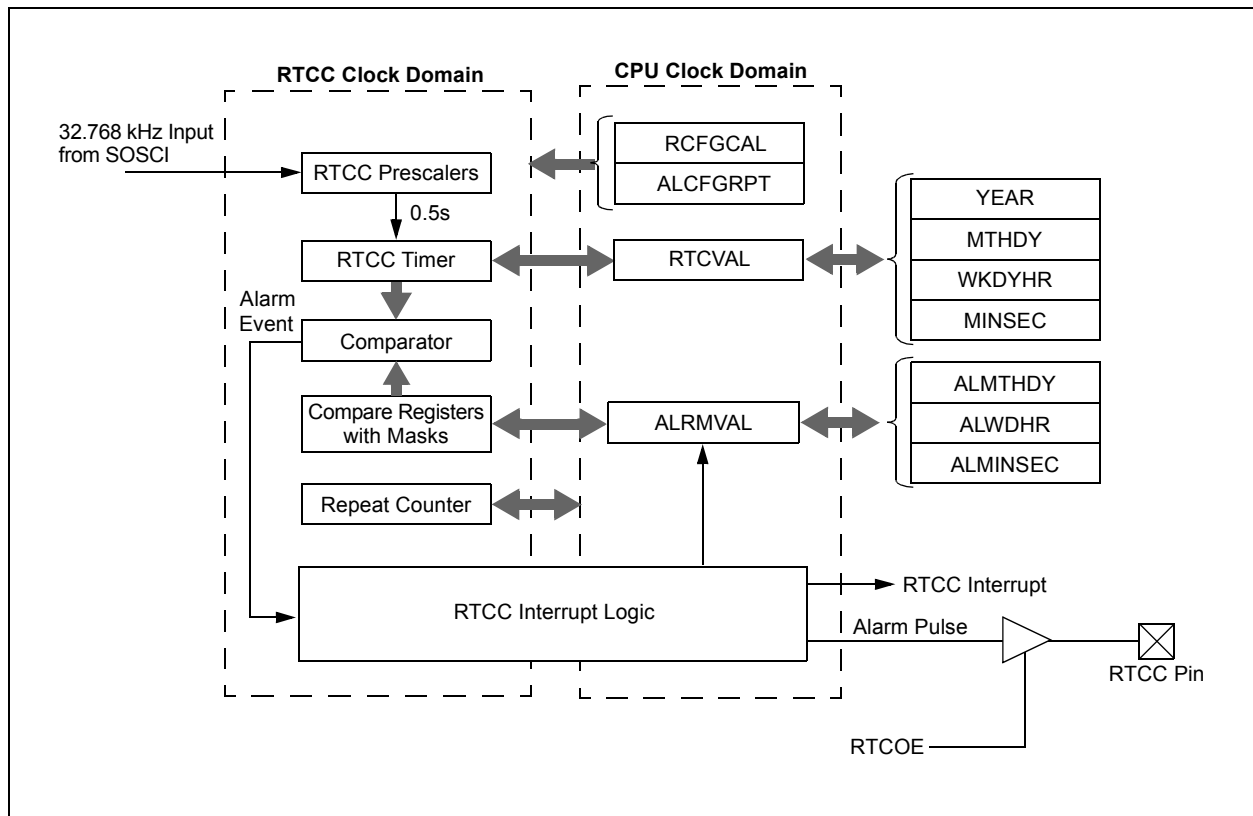 RTCC Clock Domain
CPU Clock Domain
32.768 kHz Input
from SOSCI
RTCC Prescalers
0.5s
RTCC Timer
Alarm
Event
Comparator
Compare Registers
with Masks
Repeat Counter
RCFGCAL
ALCFGRPT
RTCVAL
ALRMVAL
YEAR
MTHDY
WKDYHR
MINSEC
ALMTHDY
ALWDHR
ALMINSEC
RTCC Interrupt Logic
RTCC Interrupt
Alarm Pulse
RTCC Pin
RTCOE